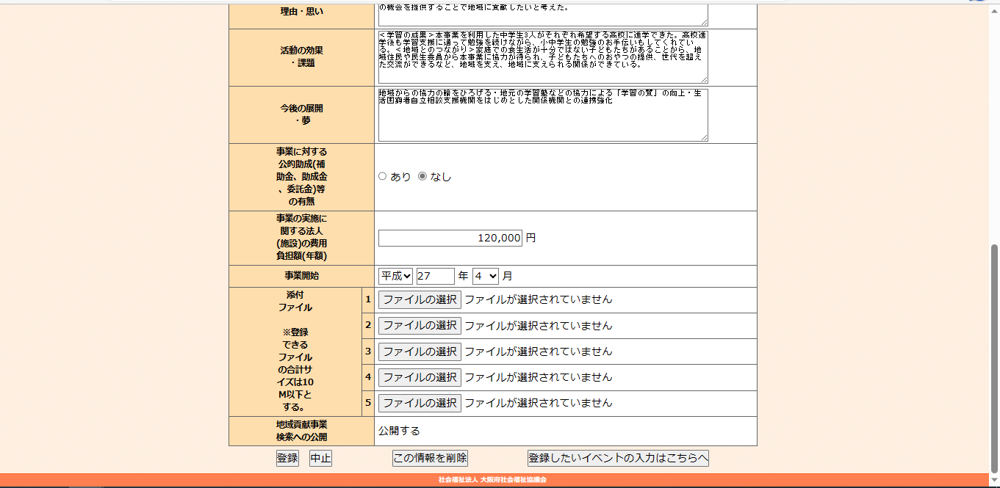 理由・思い
の機会を提供することで地域に貢献したいと考えた。
活動の効果
・課題
<学習の成果>本事業を利用した中学生3人がそれぞれ希望する高校に進学できた。高校進
学後も学習支援に通って勉強を続けながら、小中学生の勉強のお手伝いもしてくれてい
る。<地域とのつながり>家庭での食生活が十分ではない子どもたちがあることから、地
域住民や民生委員から本事業に協力が得られ、子どもたちへのおやつの提供、世代を超え
た交流ができるなど、地域を支え、地域に支えられる関係ができている。
今後の展開
・夢
地域からの協力の輪をひろげる・地元の学習塾などの協力による「学習の質」の向上・生
活困窮者自立相談支援機関をはじめとした関係機関との連携強化
事業に対する
公的助成(補
助金、助成金
、委託金)等
の有無
あり なし
事業の実施に
関する法人
(施設)の費用
負担額(年額)
120,000 円
事業開始
平成 27 年 4 月
添付
ファイル
※登録
できる
ファイル
の合計サ
イズは10
M以下と
する。
1 ファイルの選択 ファイルが選択されていません
2 ファイルの選択 ファイルが選択されていません
3 ファイルの選択 ファイルが選択されていません
4 ファイルの選択 ファイルが選択されていません
5 ファイルの選択 ファイルが選択されていません
地域貢献事業
検索への公開
公開する
登録 中止 この情報を削除 登録したいイベントの入力はこちらへ
社会福祉法人 大阪府社会福祉協議会